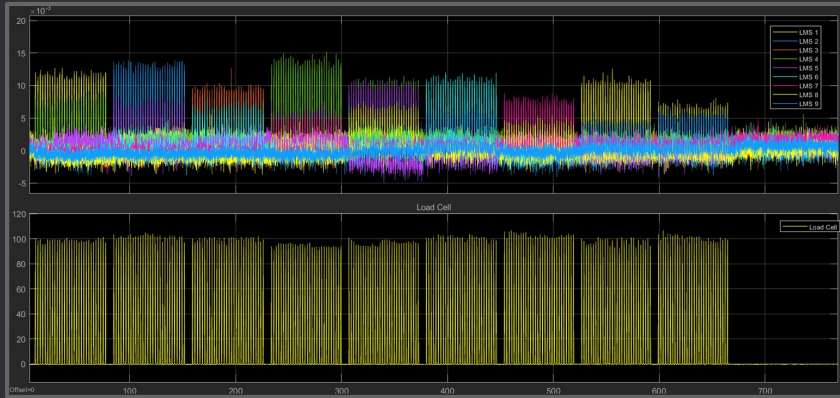 ×10⁻³
20
15
10
5
0
-5
LMS 1
LMS 2
LMS 3
LMS 4
LMS 5
LMS 6
LMS 7
LMS 8
LMS 9
Load Cell
120
100
80
60
40
20
0
Load Cell
Offset=0
100
200
300
400
500
600
700